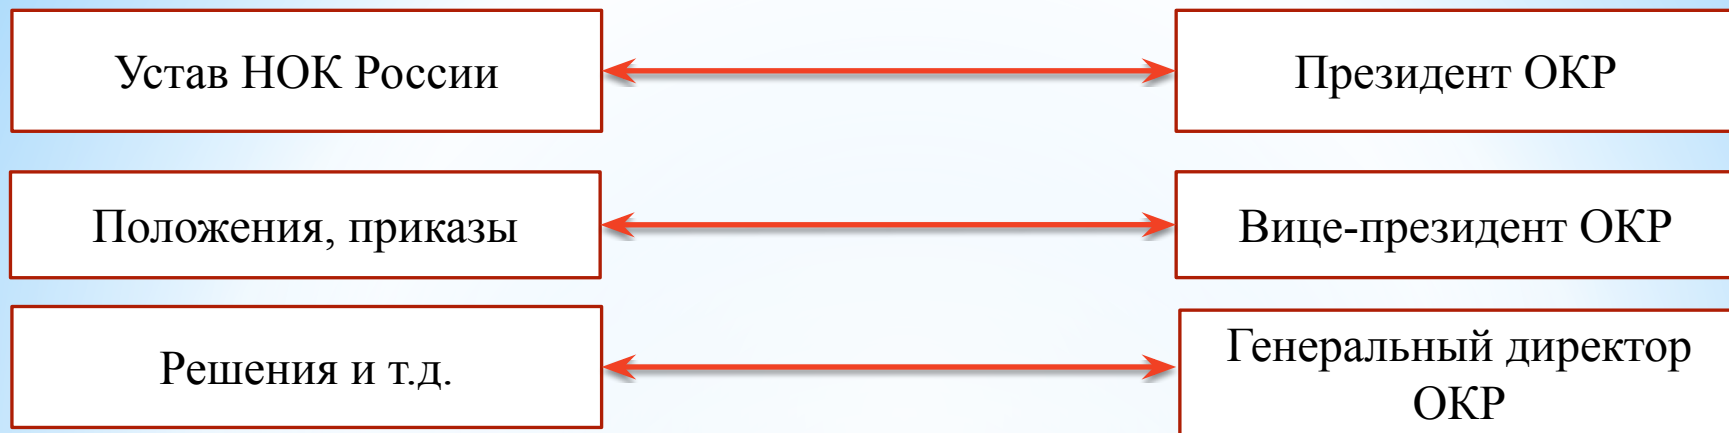 Устав НОК России
Президент ОКР
Положения, приказы
Вице-президент ОКР
Решения и т.д.
Генеральный директор
ОКР